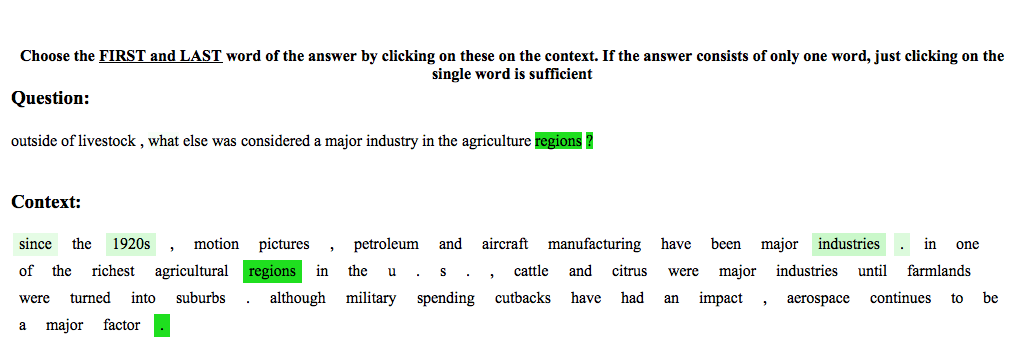 Choose the FIRST and LAST word of the answer by clicking on these on the context. If the answer consists of only one word, just clicking on the
single word is sufficient
Question:
outside of livestock , what else was considered a major industry in the agriculture regions ?
Context:
since the 1920s , motion pictures , petroleum and aircraft manufacturing have been major industries . in one
of the richest agricultural regions in the u . s . , cattle and citrus were major industries until farmlands
were turned into suburbs . although military spending cutbacks have had an impact , aerospace continues to be
a major factor .